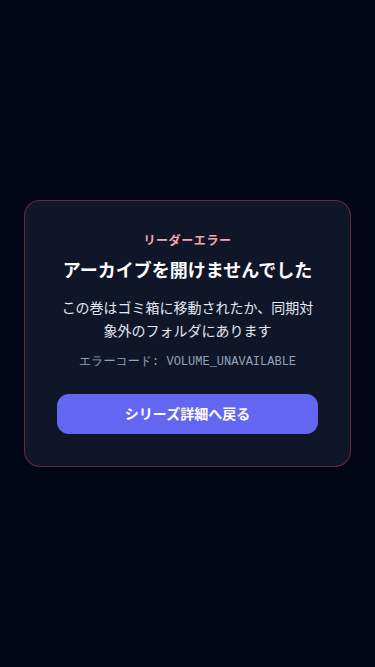 リーダーエラー
アーカイブを開けませんでした
この巻はゴミ箱に移動されたか、同期対
象外のフォルダにあります
エラーコード: VOLUME_UNAVAILABLE
シリーズ詳細へ戻る